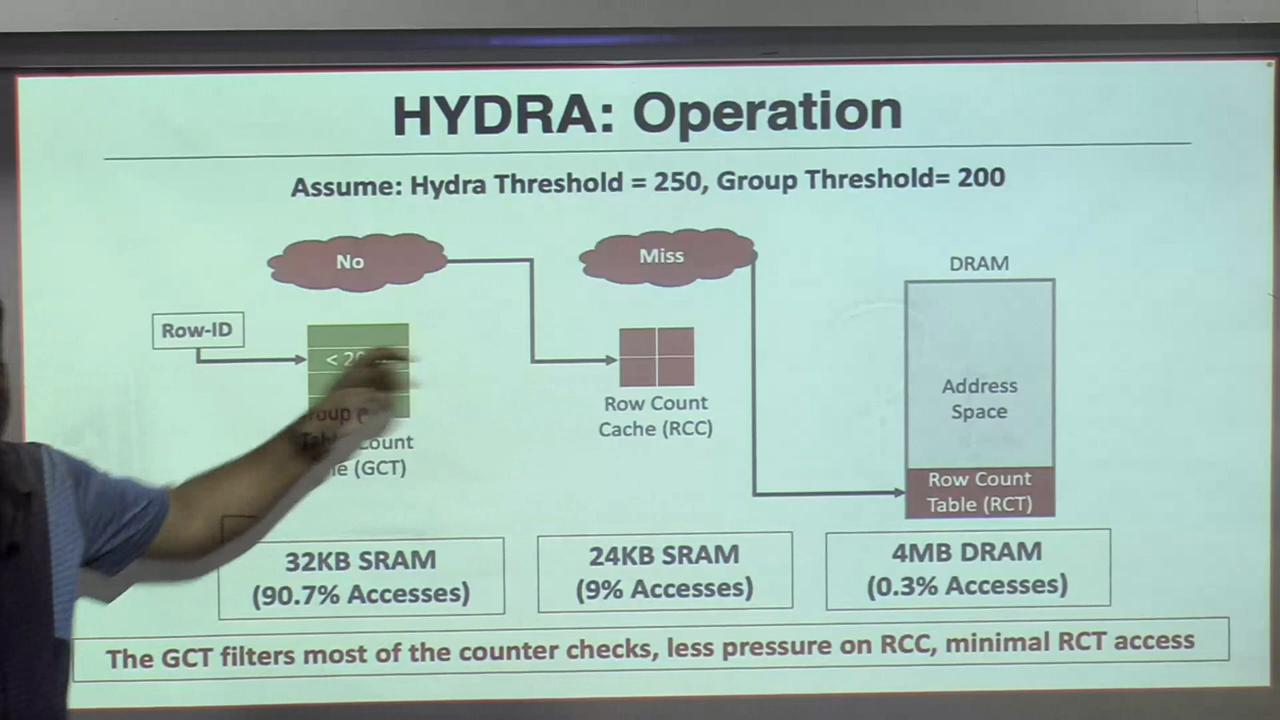 HYDRA: Operation
Assume: Hydra Threshold = 250, Group Threshold= 200
No
Miss
DRAM
Row-ID
Address
Space
Row Count
Cache (RCC)
Count
(GCT)
Row Count
Table (RCT)
32KB SRAM
(90.7% Accesses)
24KB SRAM
(9% Accesses)
4MB DRAM
(0.3% Accesses)
The GCT filters most of the counter checks, less pressure on RCC, minimal RCT access